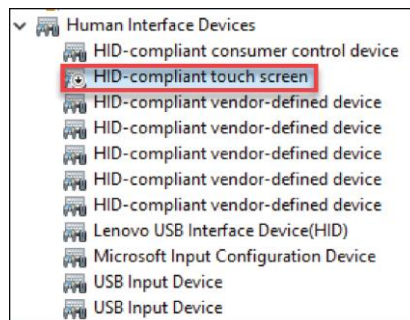 Human Interface Devices
HID-compliant consumer control device
HID-compliant touch screen
HID-compliant vendor-defined device
HID-compliant vendor-defined device
HID-compliant vendor-defined device
HID-compliant vendor-defined device
HID-compliant vendor-defined device
Lenovo USB Interface Device(HID)
Microsoft Input Configuration Device
USB Input Device
USB Input Device